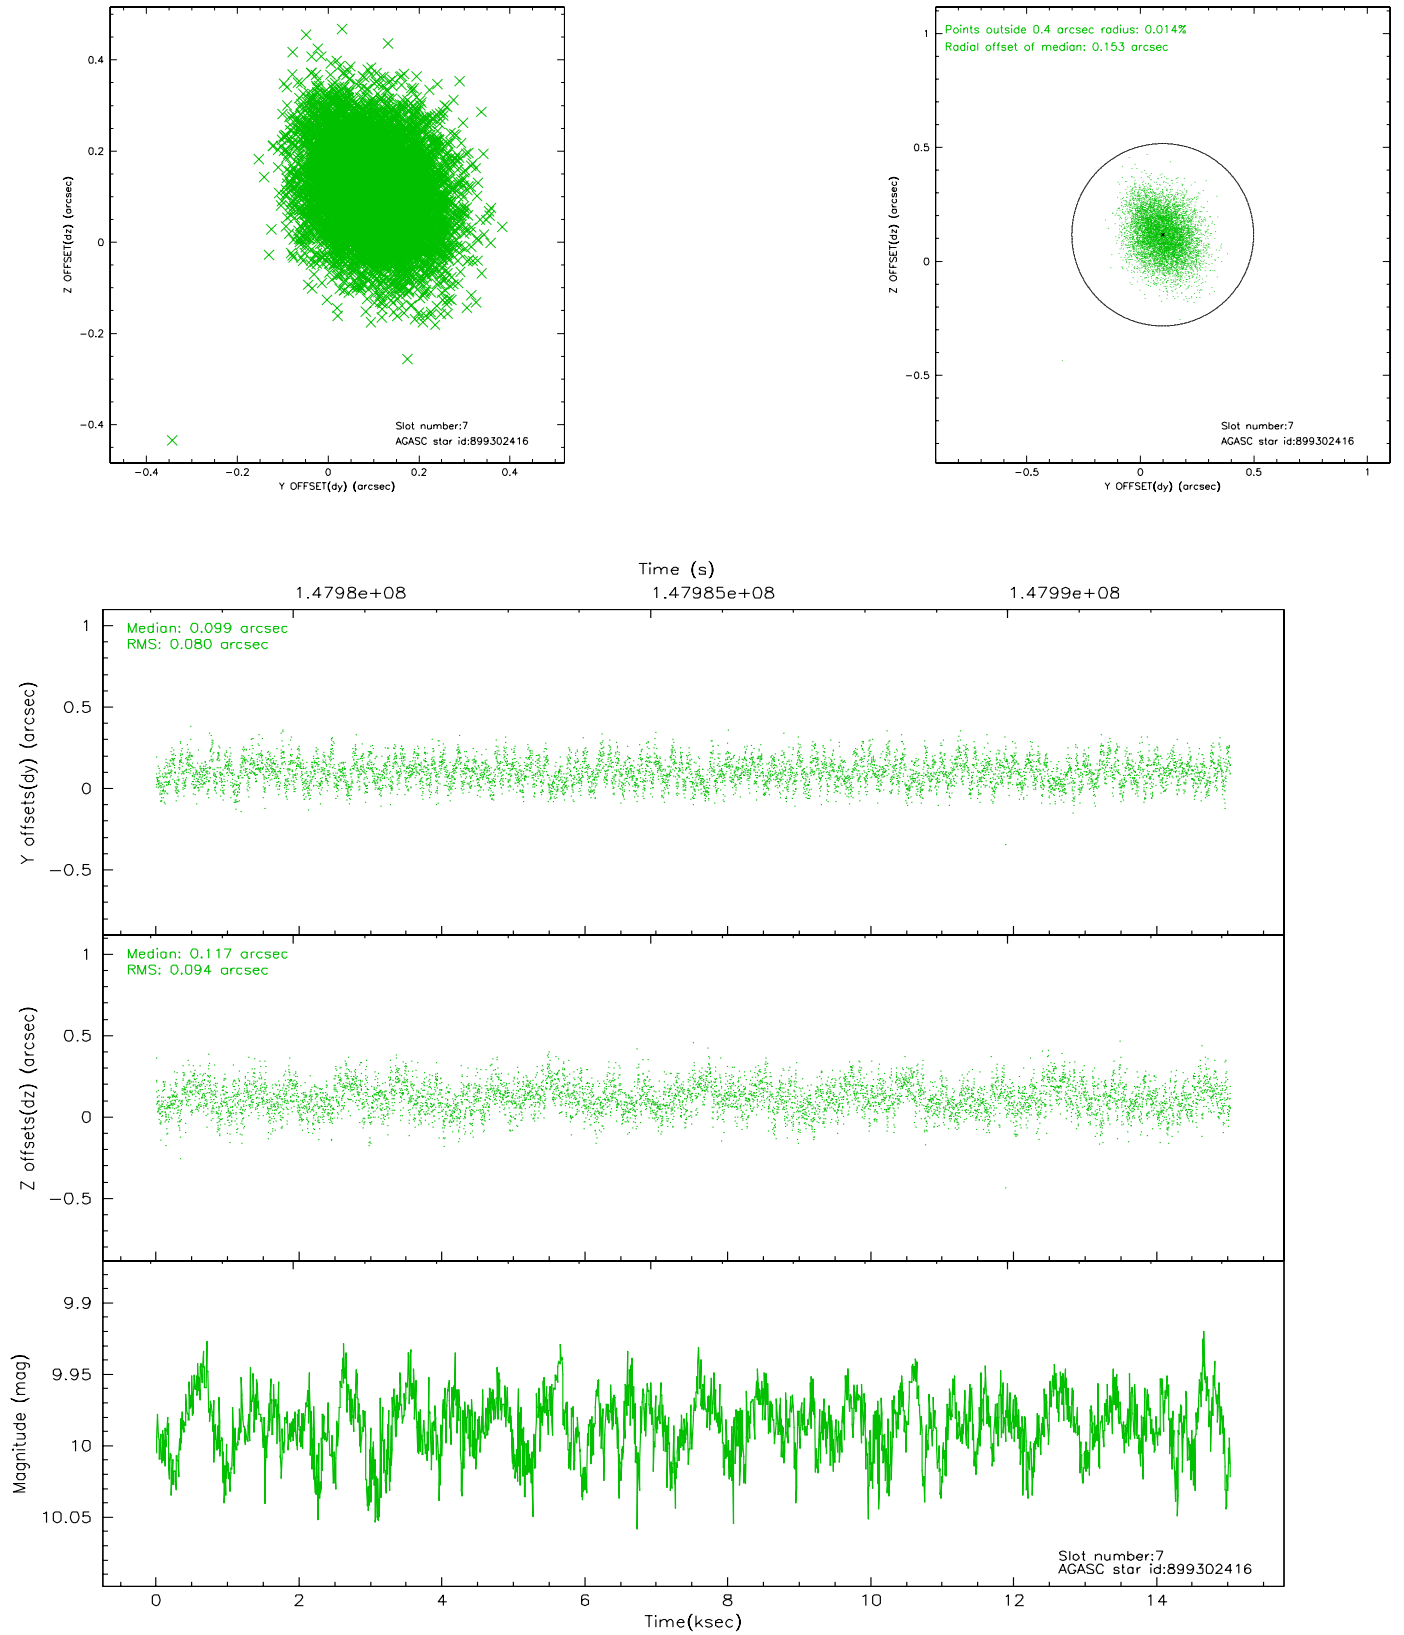 0.4
0.2
0
−0.2
−0.4
Z OFFSET(dz) (arcsec)
Slot number:7
AGASC star id:899302416
−0.4 −0.2 0 0.2 0.4
Y OFFSET(dy) (arcsec)
Points outside 0.4 arcsec radius: 0.014%
Radial offset of median: 0.153 arcsec
1
0.5
0
−0.5
Z OFFSET(dz) (arcsec)
Slot number:7
AGASC star id:899302416
−0.5 0 0.5 1
Y OFFSET(dy) (arcsec)
Time (s)
1.4798e+08 1.47985e+08 1.4799e+08
Median: 0.099 arcsec
RMS: 0.080 arcsec
1
0.5
0
−0.5
Y offsets(dy) (arcsec)
Median: 0.117 arcsec
RMS: 0.094 arcsec
1
0.5
0
−0.5
Z offsets(dz) (arcsec)
9.9
9.95
10
10.05
Magnitude (mag)
Slot number:7
AGASC star id:899302416
0 2 4 6 8 10 12 14
Time(ksec)